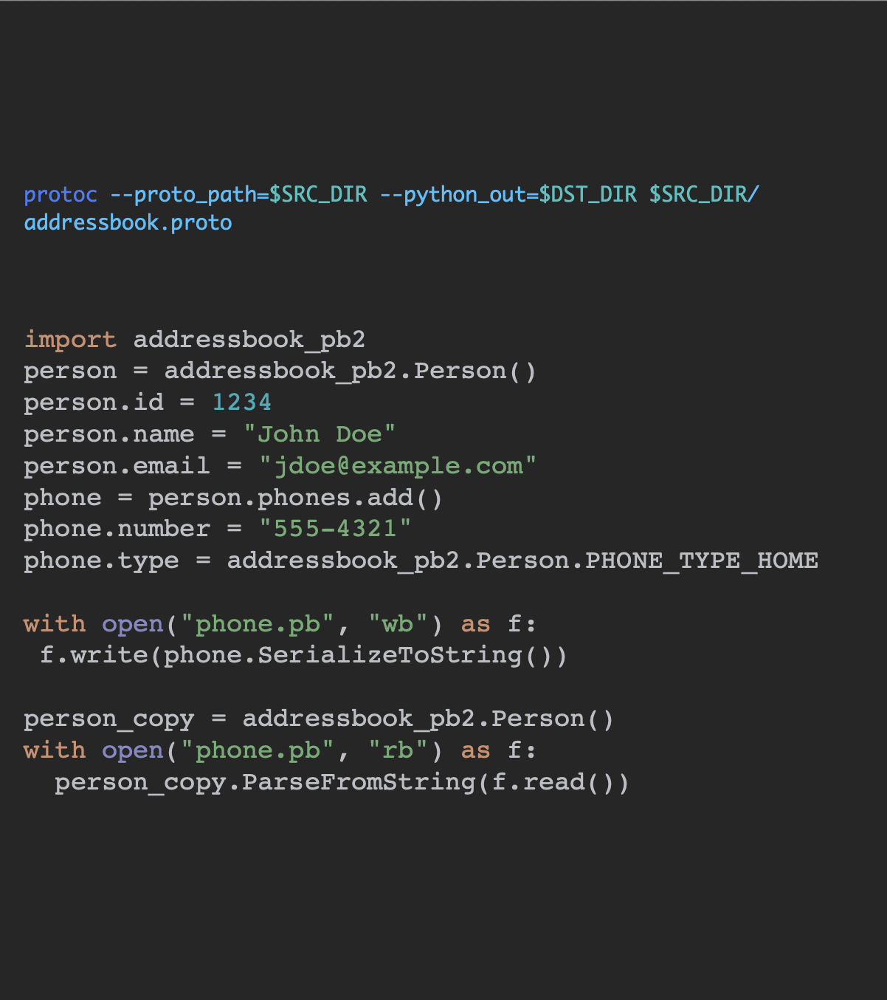 protoc --proto_path=$SRC_DIR --python_out=$DST_DIR $SRC_DIR/
addressbook.proto
import addressbook_pb2
person = addressbook_pb2.Person()
person.id = 1234
person.name = "John Doe"
person.email = "jdoe@example.com"
phone = person.phones.add()
phone.number = "555-4321"
phone.type = addressbook_pb2.Person.PHONE_TYPE_HOME
with open("phone.pb", "wb") as f:
 f.write(phone.SerializeToString())
person_copy = addressbook_pb2.Person()
with open("phone.pb", "rb") as f:
  person_copy.ParseFromString(f.read())